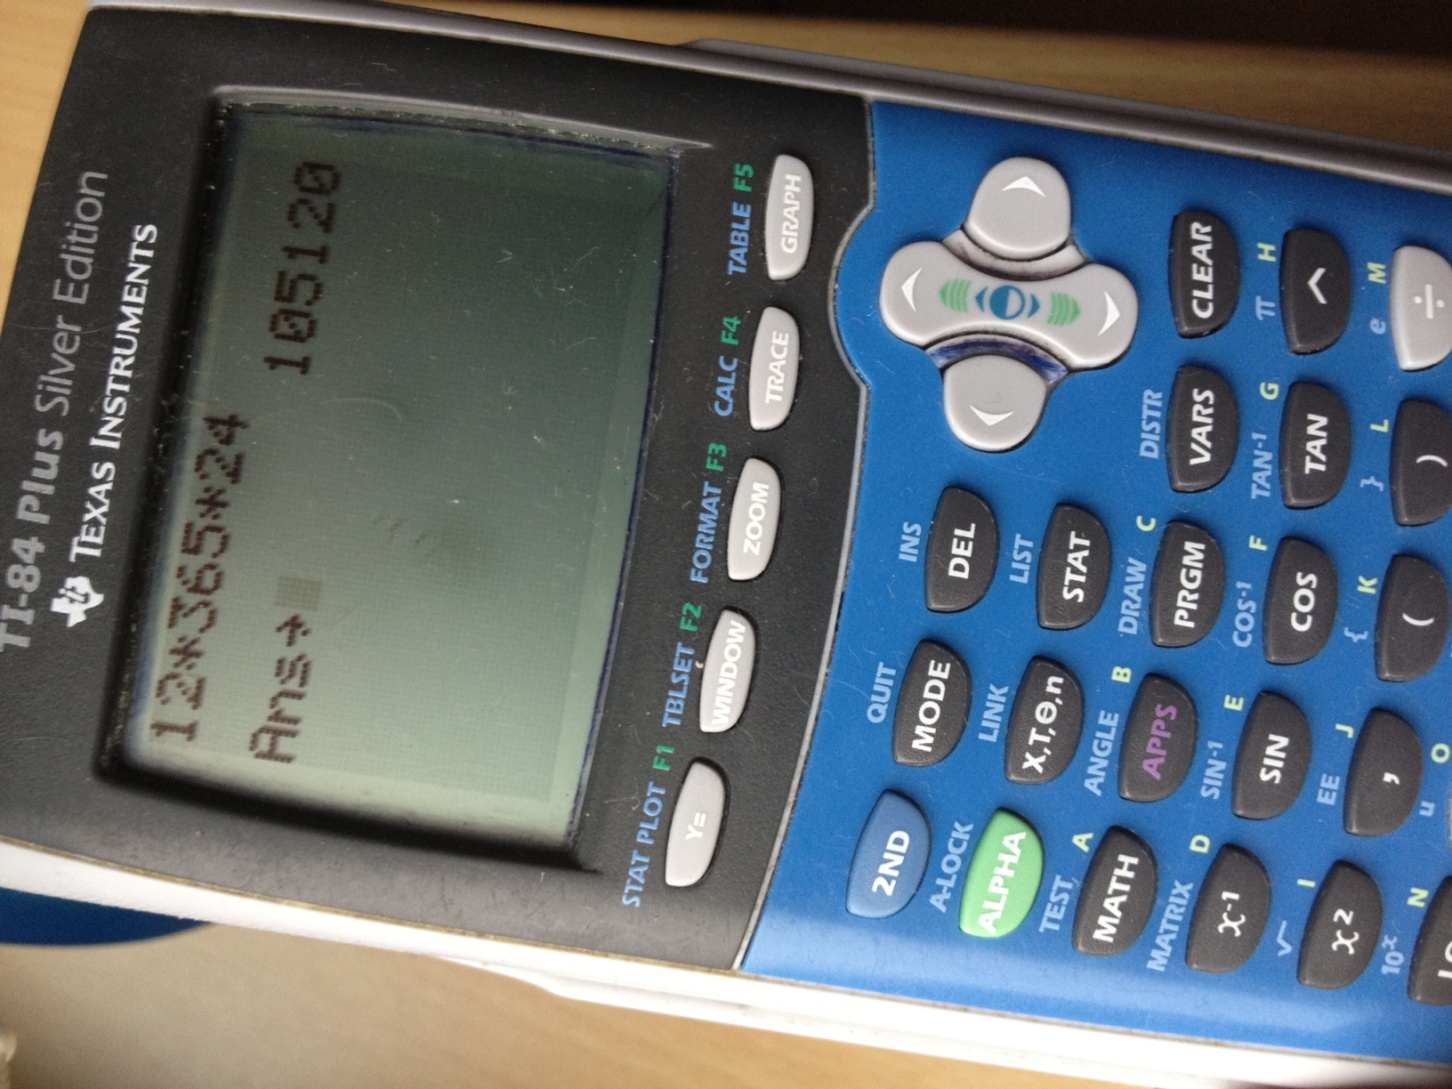 TI-84 Plus Silver Edition
TEXAS INSTRUMENTS
12*365*24
105120
Ans→
STAT PLOT F1 TBLSET F2 FORMAT F3 CALC F4 TABLE F5
Y= WINDOW ZOOM TRACE GRAPH
QUIT INS
2ND MODE DEL
A-LOCK LINK LIST
ALPHA X,T,Θ,n STAT
TEST A ANGLE B DRAW C DISTR
MATH APPS PRGM VARS CLEAR
MATRIX D SIN-1 E COS-1 F TAN-1 G π H
x-1 SIN COS TAN ^
√ I EE J { K } L e M
x2 , ( ) ÷
10x N u O